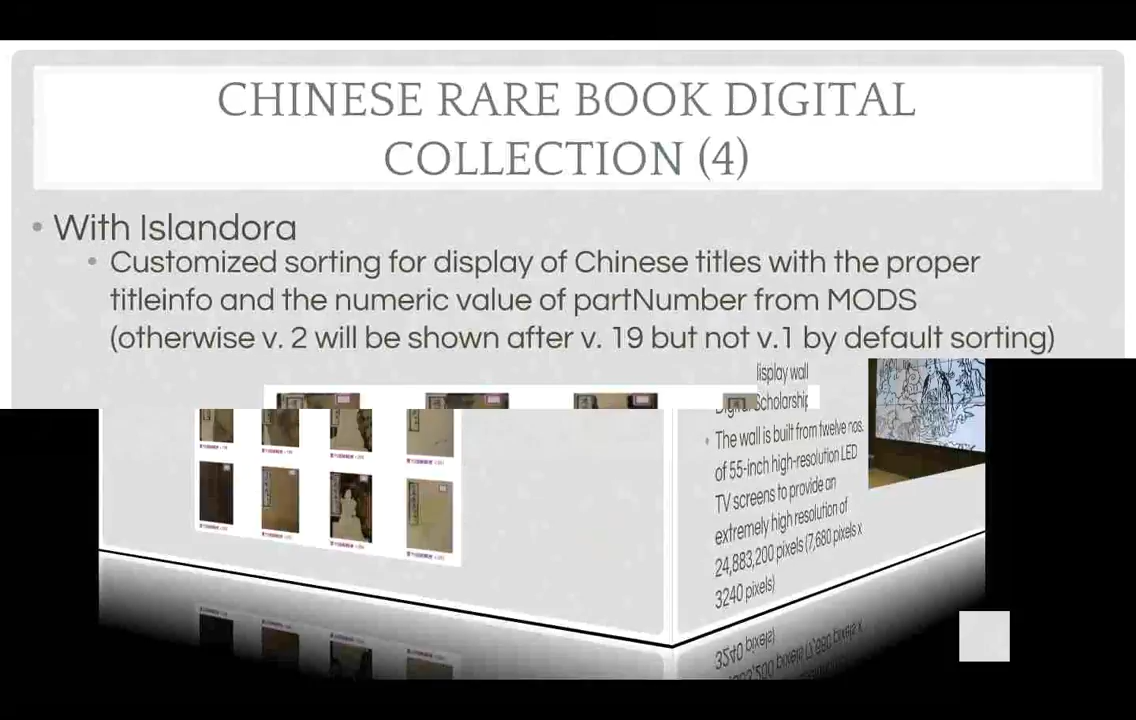 CHINESE RARE BOOK DIGITAL
COLLECTION (4)
• With Islandora
• Customized sorting for display of Chinese titles with the proper
titleinfo and the numeric value of partNumber from MODS
(otherwise v. 2 will be shown after v. 19 but not v.1 by default sorting)
isplay wall
Scholarship
• The wall is built from twelve nos.
of 55-inch high-resolution LED
TV screens to provide an
extremely high resolution of
24,883,200 pixels (7,680 pixels x
3240 pixels)